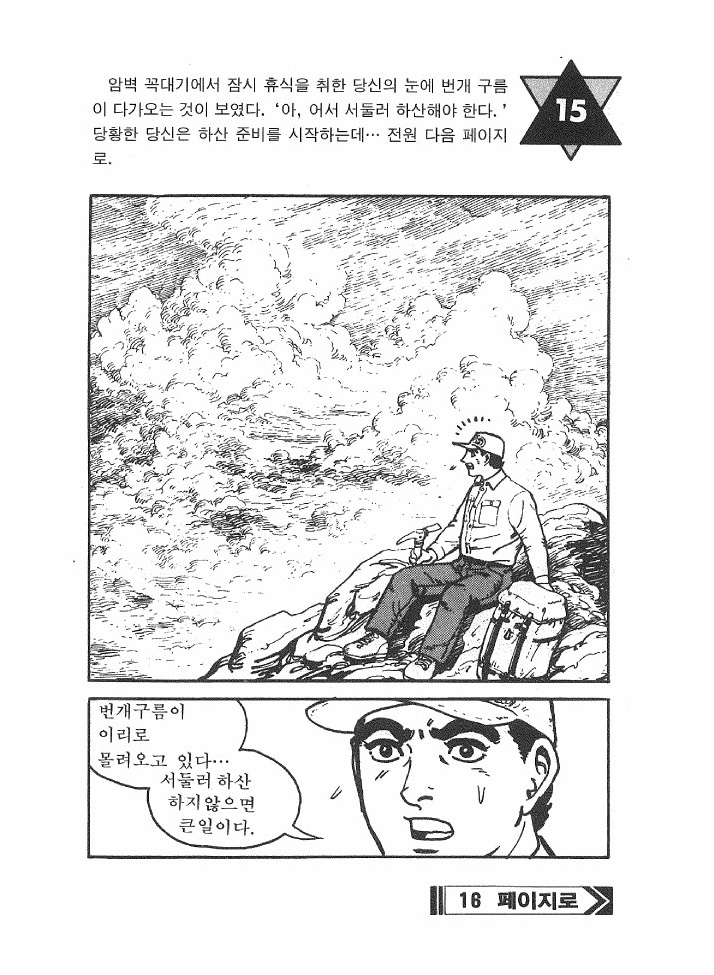 암벽 꼭대기에서 잠시 휴식을 취한 당신의 눈에 번개 구름
이 다가오는 것이 보였다. ‘아, 어서 서둘러 하산해야 한다. ’
당황한 당신은 하산 준비를 시작하는데… 전원 다음 페이지
로.
15
번개구름이
이리로
몰려오고 있다…
서둘러 하산
하지않으면
큰일이다.
16 페이지로